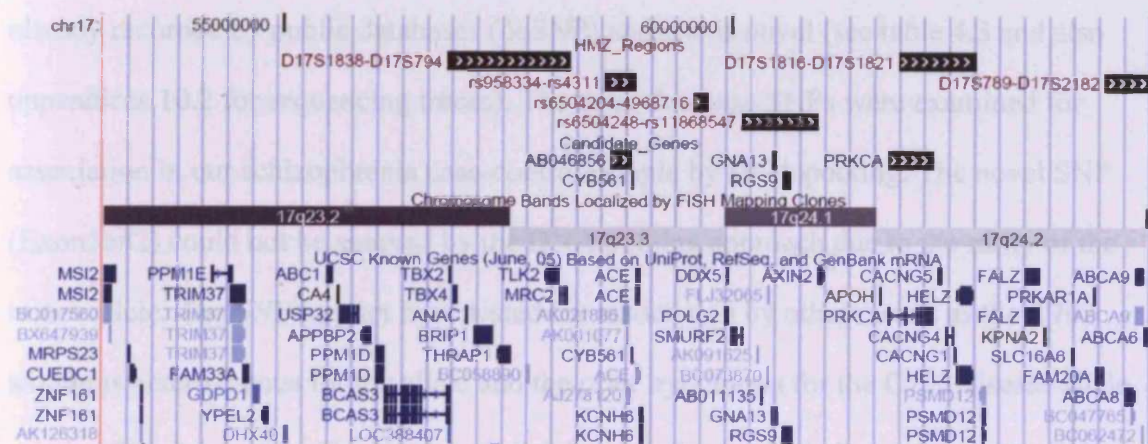 chr17: 55000000 60000000
HMZ_Regions
D17S1838-D17S794 D17S1816-D17S1821
rs958334-rs4311 D17S789-D17S2182
rs6504204-4968716
rs6504248-rs11868547
Candidate_Genes
AB046856 GNA13 PRKCA
CYB561 RGS9
Chromosome Bands Localized by FISH Mapping Clones
17q23.2 17q24.1
17q23.3 17q24.2
UCSC Known Genes (June, 05) Based on UniProt, RefSeq, and GenBank mRNA
MSI2 PPM1E ABC1 TBX2 TLK2 ACE DDX5 AXIN2 CACNG5 FALZ ABCA9
MSI2 TRIM37 CA4 TBX4 MRC2 ACE FLJ32065 APOH HELZ PRKAR1A
BC017560 TRIM37 USP32 ANAC AK021886 POLG2 PRKCA FALZ ABCA9
BX647939 TRIM37 APPBP2 BRIP1 AK001077 SMURF2 CACNG4 KPNA2 ABCA6
MRPS23 TRIM37 PPM1D THRAP1 CYB561 AK091625 CACNG1 SLC16A6
CUEDC1 FAM33A PPM1D BC058890 ACE BC073870 HELZ FAM20A
ZNF161 GDPD1 BCAS3 AJ278120 AB011135 PSMD12 ABCA8
ZNF161 YPEL2 BCAS3 KCNH6 GNA13 PSMD12 BC047765
AK126318 DHX40 LOC388407 KCNH6 RGS9 PSMD12 BC062472